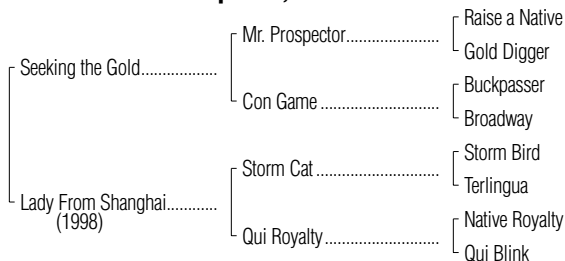 Raise a Native
Mr. Prospector.....................
Gold Digger
Seeking the Gold.................
Buckpasser
Con Game ...........................
Broadway
Storm Bird
Storm Cat ............................
Terlingua
Lady From Shanghai...........
(1998)
Native Royalty
Qui Royalty..........................
Qui Blink